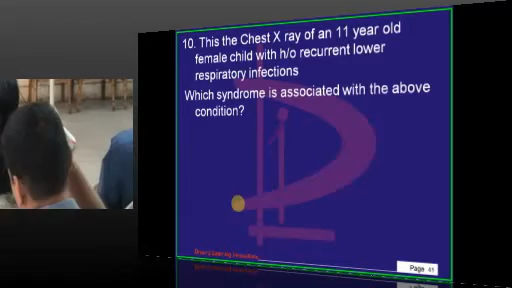 10. This the Chest X ray of an 11 year old
female child with h/o recurrent lower
respiratory infections
Which syndrome is associated with the above
condition?
Page 41